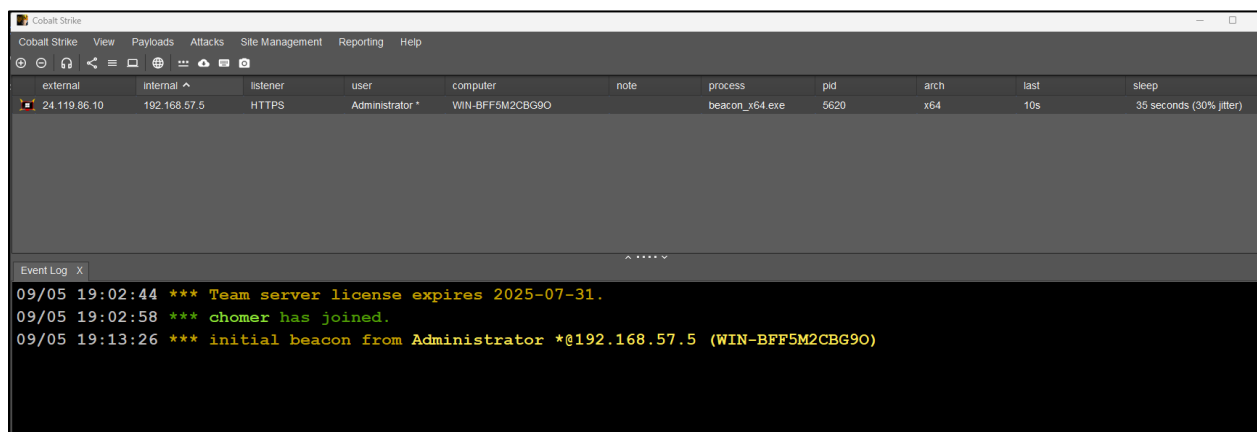 Cobalt Strike
Cobalt Strike View Payloads Attacks Site Management Reporting Help
external internal listener user computer note process pid arch last sleep
24.119.86.10 192.168.57.5 HTTPS Administrator * WIN-BFF5M2CBG9O beacon_x64.exe 5620 x64 10s 35 seconds (30% jitter)
Event Log X
09/05 19:02:44 *** Team server license expires 2025-07-31.
09/05 19:02:58 *** chomer has joined.
09/05 19:13:26 *** initial beacon from Administrator *@192.168.57.5 (WIN-BFF5M2CBG9O)